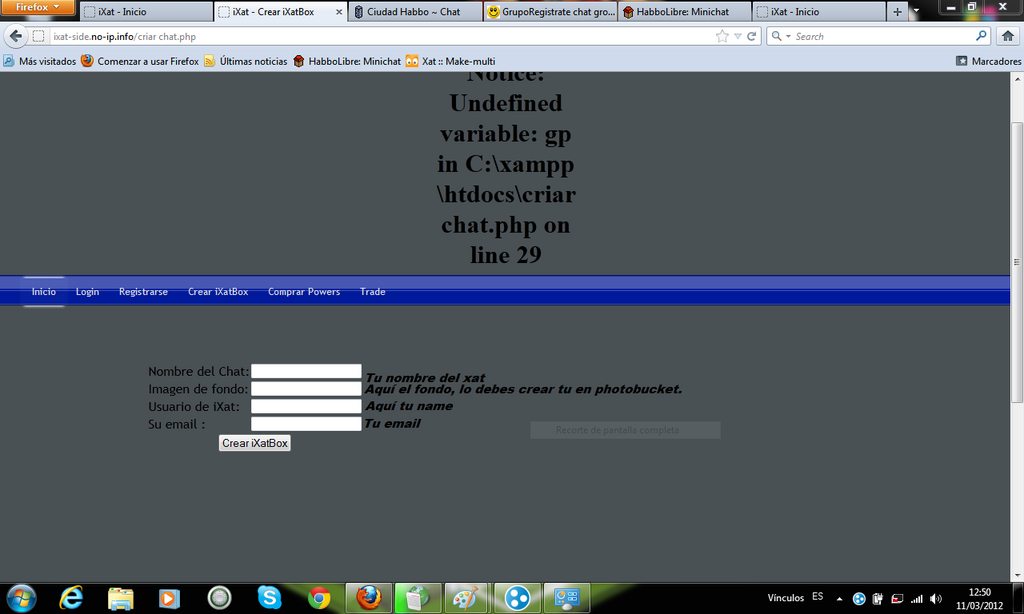 Firefox
iXat - Inicio
iXat - Crear iXatBox
Ciudad Habbo ~ Chat
GrupoRegistrate chat gro...
HabboLibre: Minichat
iXat - Inicio
ixat-side.no-ip.info/criar chat.php
Search
Más visitados
Comenzar a usar Firefox
Últimas noticias
HabboLibre: Minichat
Xat :: Make-multi
Marcadores
Notice:
Undefined
variable: gp
in C:\xampp
\htdocs\criar
chat.php on
line 29
Inicio
Login
Registrarse
Crear iXatBox
Comprar Powers
Trade
Nombre del Chat:
Tu nombre del xat
Imagen de fondo:
Aquí el fondo, lo debes crear tu en photobucket.
Usuario de iXat:
Aquí tu name
Su email :
Tu email
Recorte de pantalla completa
Crear iXatBox
Vínculos
ES
12:50
11/03/2012